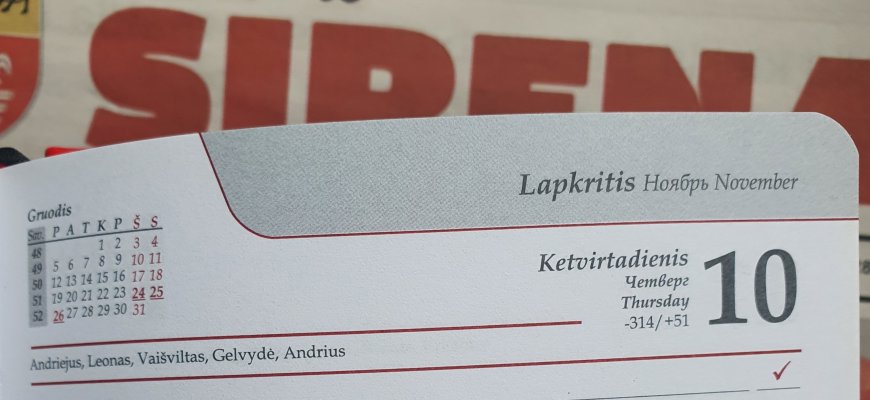 SIRENA
Lapkritis Ноябрь November
Gruodis
Sav. P A T K P Š S
48 1 2 3 4
49 5 6 7 8 9 10 11
50 12 13 14 15 16 17 18
51 19 20 21 22 23 24 25
52 26 27 28 29 30 31
Ketvirtadienis
Четверг
Thursday
-314/+51
10
Andriejus, Leonas, Vaišviltas, Gelvydė, Andrius